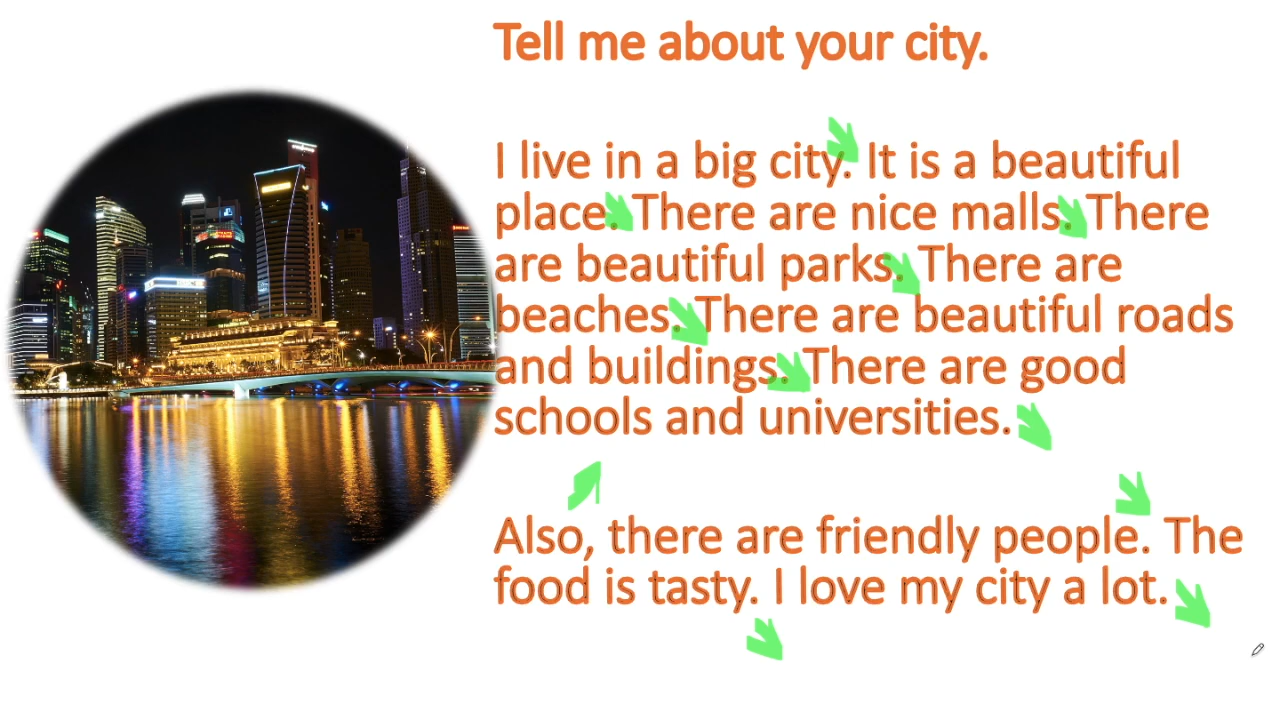 Tell me about your city.
I live in a big city. It is a beautiful
place. There are nice malls. There
are beautiful parks. There are
beaches. There are beautiful roads
and buildings. There are good
schools and universities.
Also, there are friendly people. The
food is tasty. I love my city a lot.